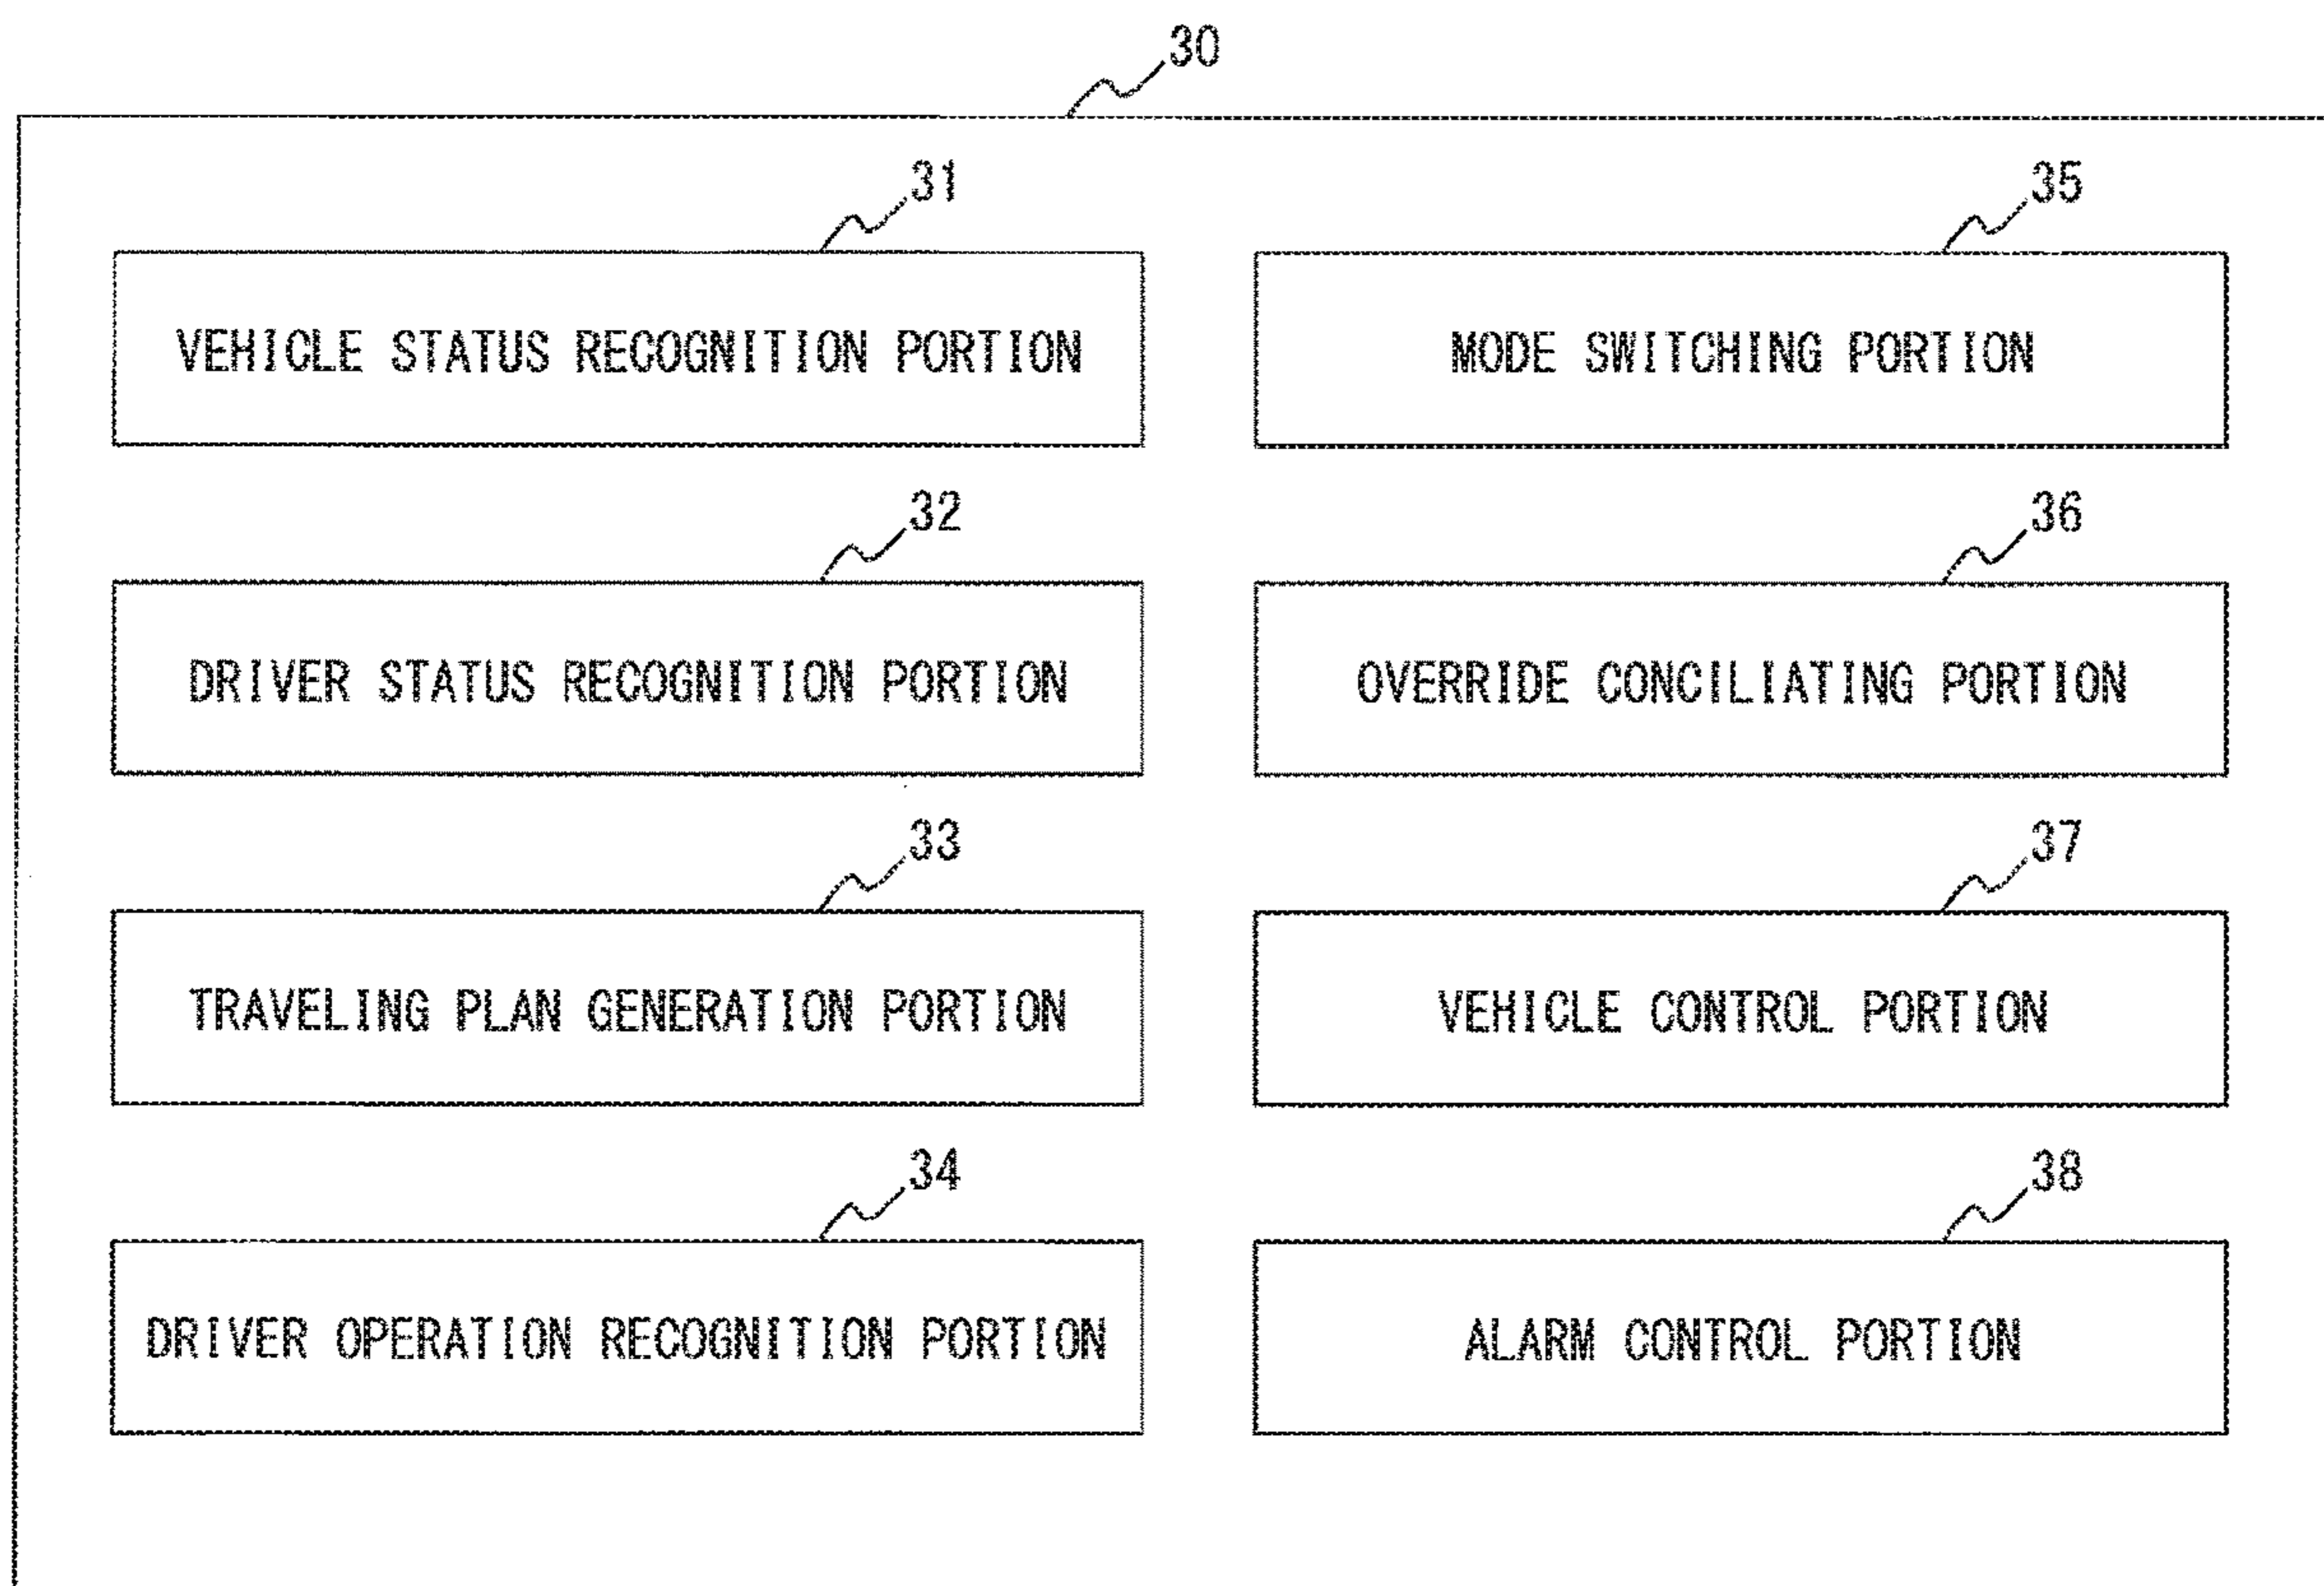 30
31
VEHICLE STATUS RECOGNITION PORTION
35
MODE SWITCHING PORTION
32
DRIVER STATUS RECOGNITION PORTION
36
OVERRIDE CONCILIATING PORTION
33
TRAVELING PLAN GENERATION PORTION
37
VEHICLE CONTROL PORTION
34
DRIVER OPERATION RECOGNITION PORTION
38
ALARM CONTROL PORTION